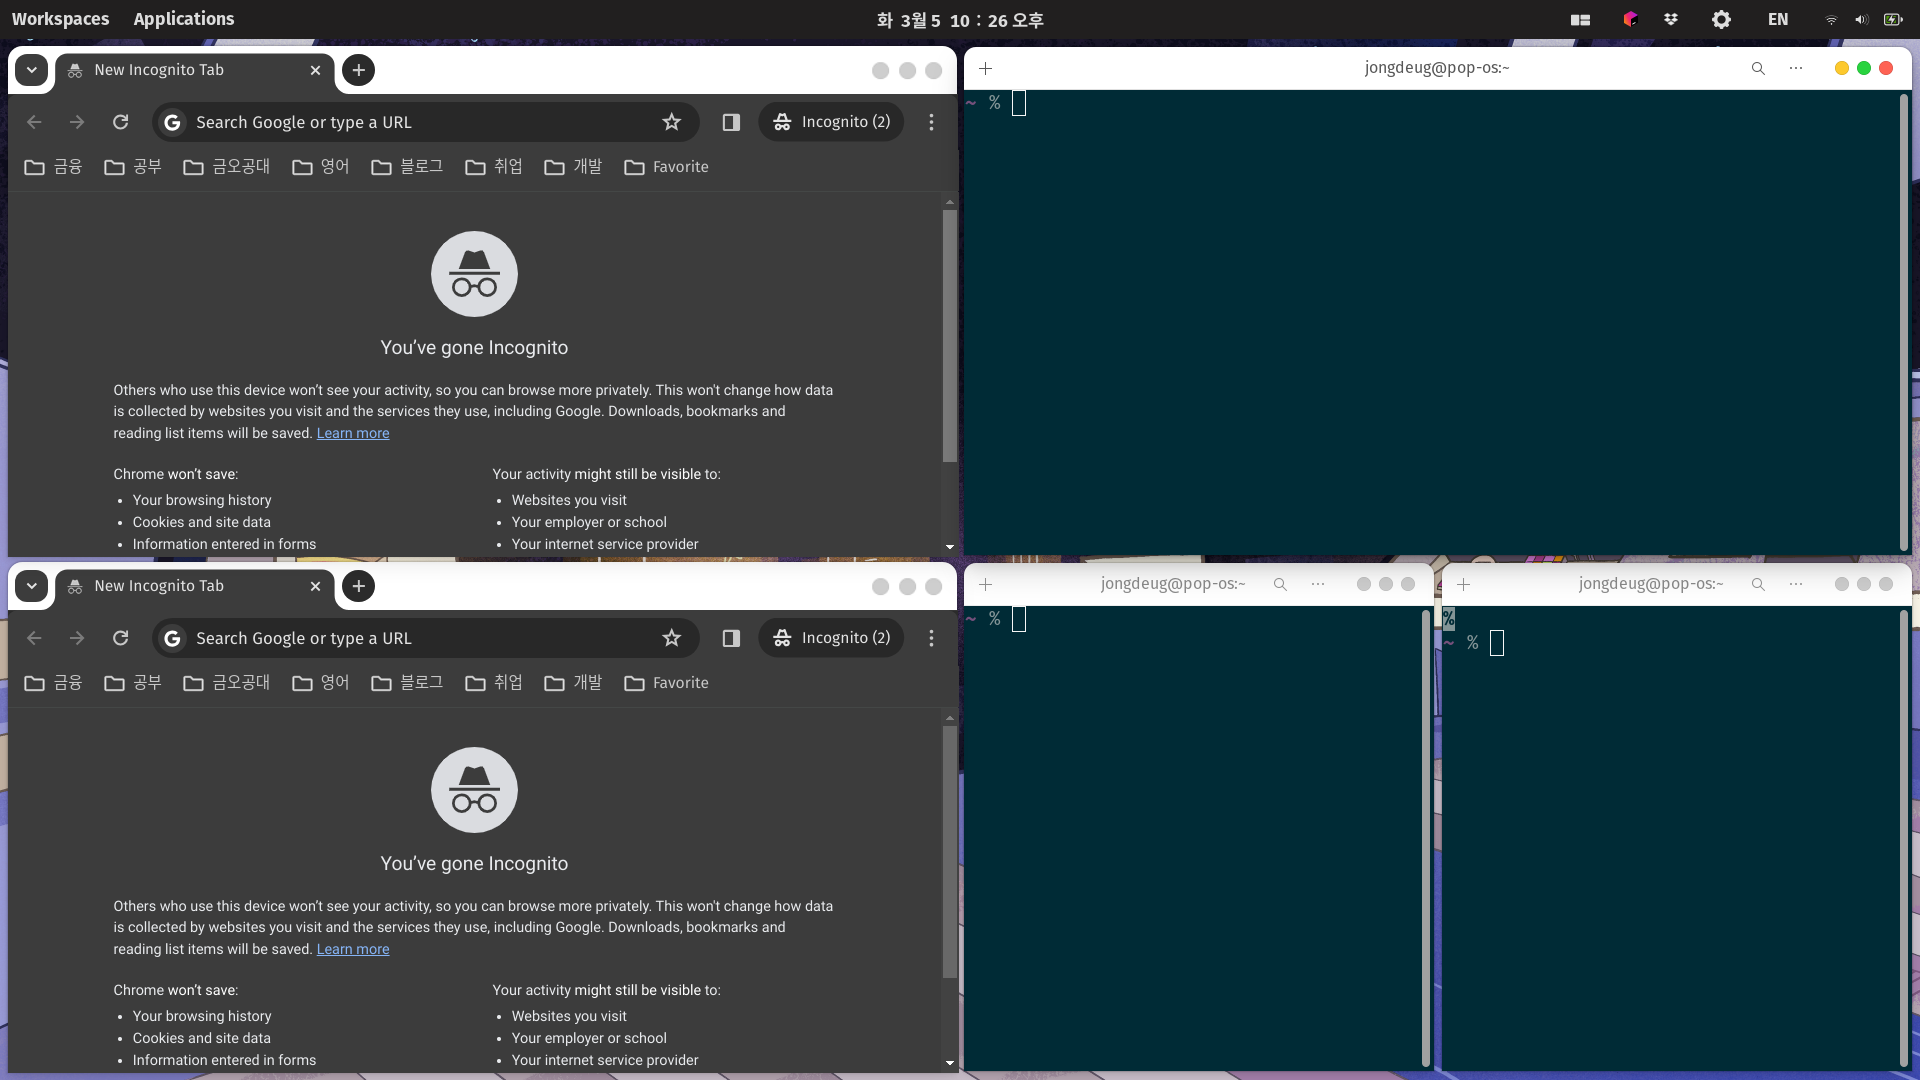 Workspaces Applications 화 3월 5 10 : 26 오후 EN
New Incognito Tab
Search Google or type a URL Incognito (2)
금융 공부 금오공대 영어 블로그 취업 개발 Favorite
You've gone Incognito
Others who use this device won't see your activity, so you can browse more privately. This won't change how data
is collected by websites you visit and the services they use, including Google. Downloads, bookmarks and
reading list items will be saved. Learn more
Chrome won't save:
• Your browsing history
• Cookies and site data
• Information entered in forms
Your activity might still be visible to:
• Websites you visit
• Your employer or school
• Your internet service provider
jongdeug@pop-os:~
~ %
New Incognito Tab
Search Google or type a URL Incognito (2)
금융 공부 금오공대 영어 블로그 취업 개발 Favorite
You've gone Incognito
Others who use this device won't see your activity, so you can browse more privately. This won't change how data
is collected by websites you visit and the services they use, including Google. Downloads, bookmarks and
reading list items will be saved. Learn more
Chrome won't save:
• Your browsing history
• Cookies and site data
• Information entered in forms
Your activity might still be visible to:
• Websites you visit
• Your employer or school
• Your internet service provider
jongdeug@pop-os:~
~ %
jongdeug@pop-os:~
%
~ %